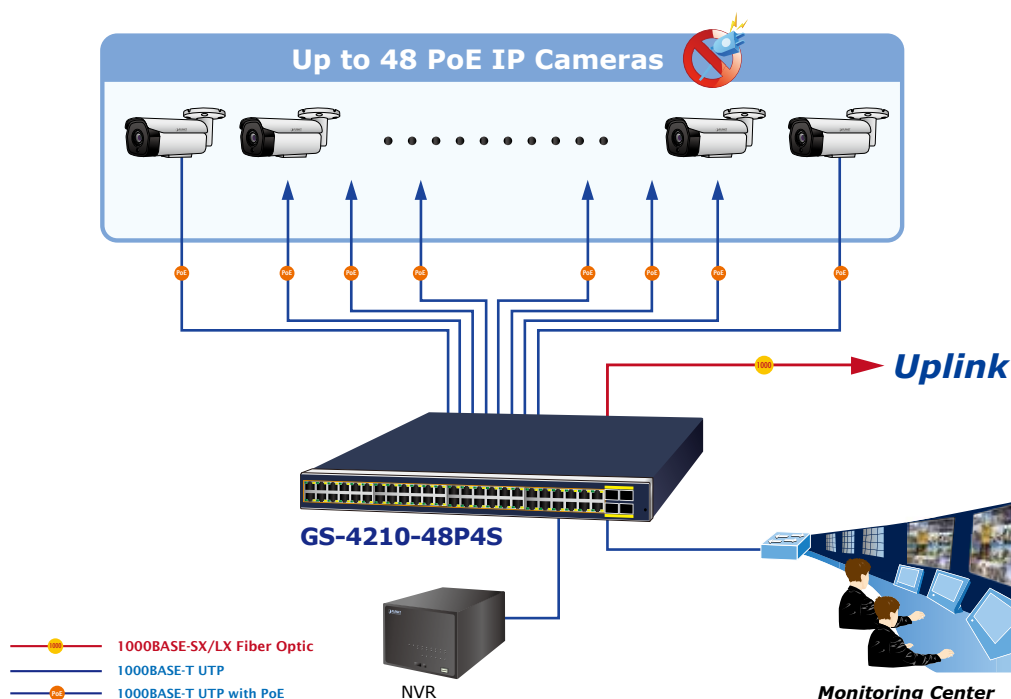 Up to 48 PoE IP Cameras
PoE PoE PoE PoE PoE PoE PoE PoE
1000
Uplink
GS-4210-48P4S
1000 1000BASE-SX/LX Fiber Optic
1000BASE-T UTP
PoE 1000BASE-T UTP with PoE
NVR
Monitoring Center